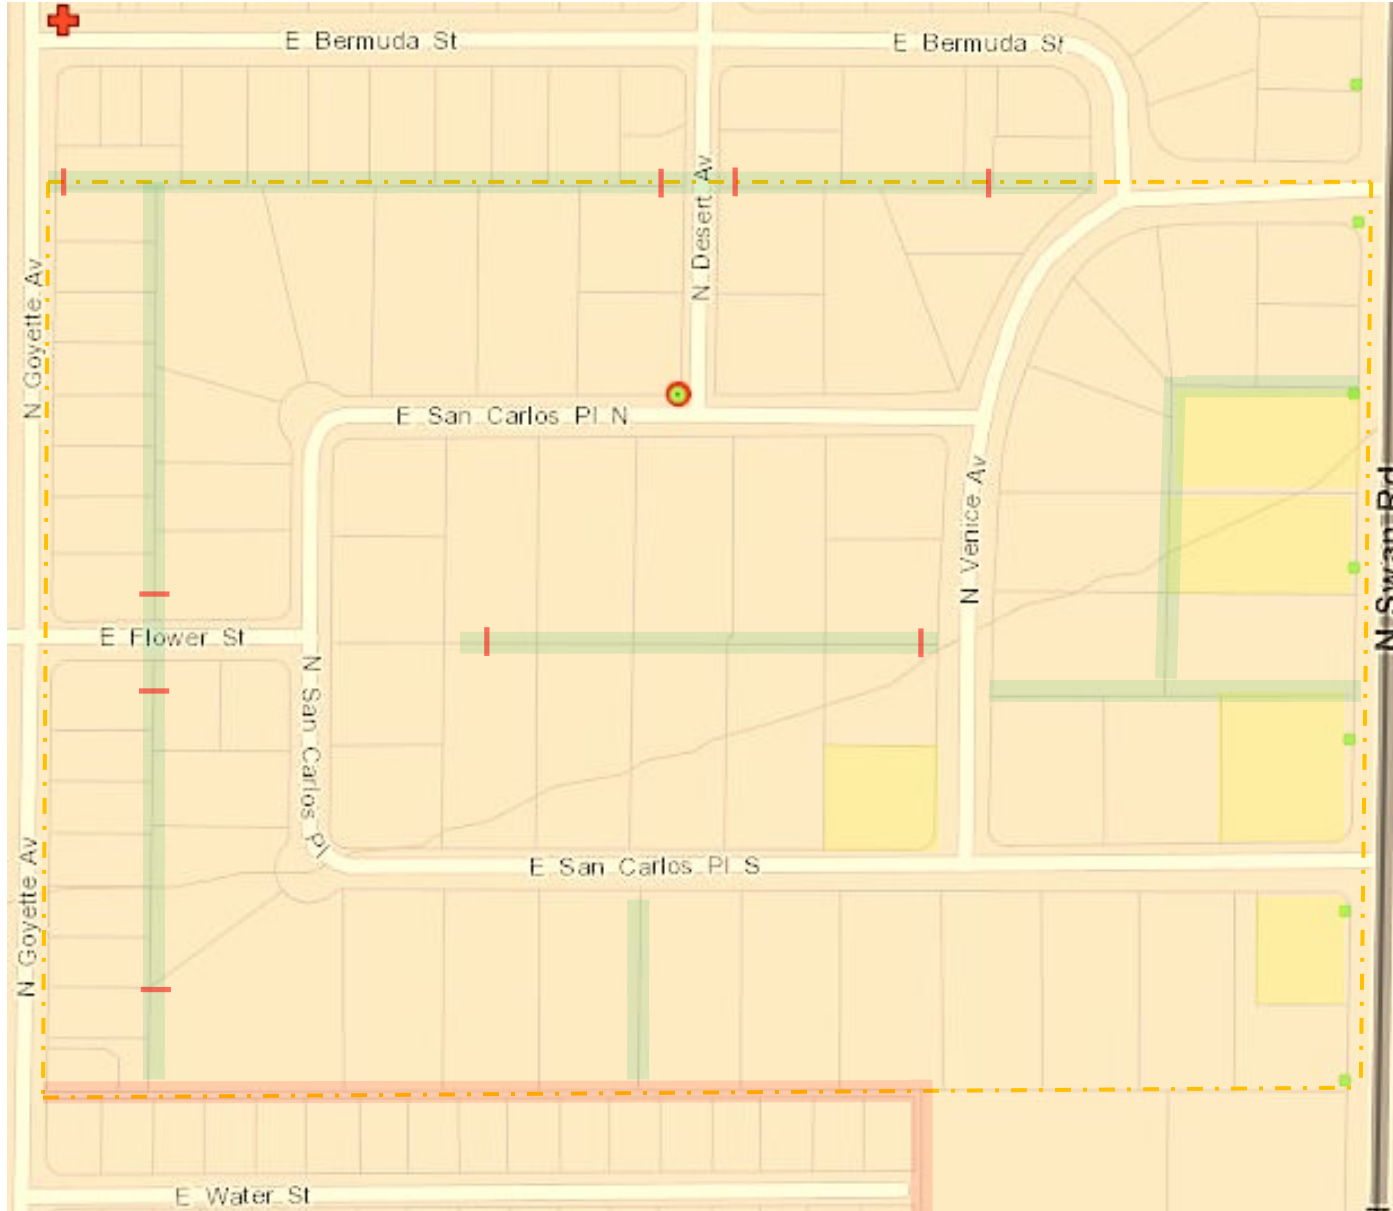 E Bermuda St
E Bermuda St
N Desert Av
N Goyette Av
E San Carlos Pl N
N Venice Av
N Swan Rd
E Flower St
N San Carlos Pl
E San Carlos Pl S
N Goyette Av
E Water St